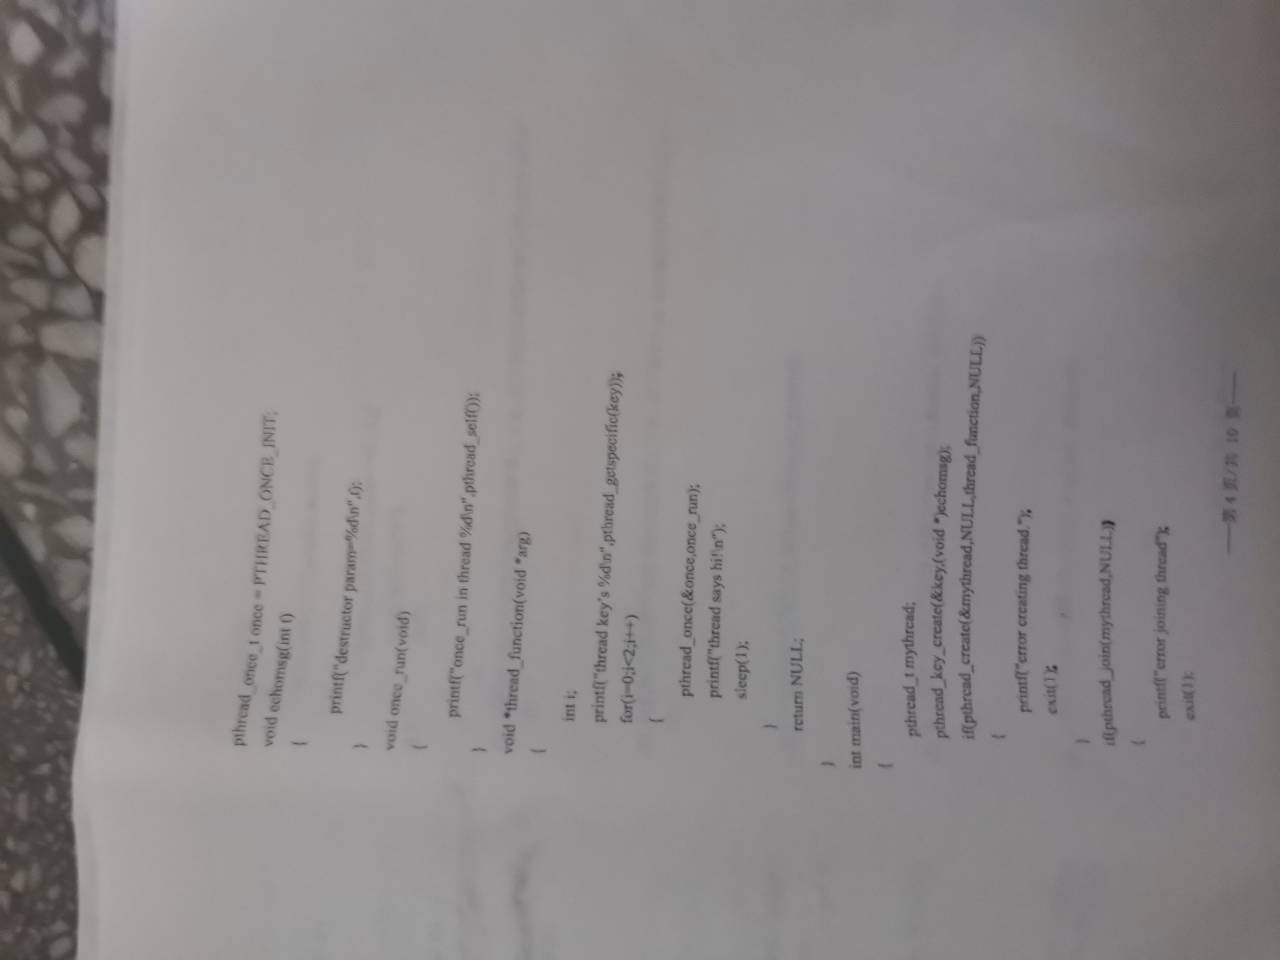 pthread_once_t once = PTHREAD_ONCE_INIT;
void echomsg(int t)
{
printf("destructor param=%d\n",t);
}
void once_run(void)
{
printf("once_run in thread %d\n",pthread_self());
}
void *thread_function(void *arg)
{
int i;
printf("thread key's %d\n",pthread_getspecific(key));
for(i=0;i<2;i++)
{
pthread_once(&once,once_run);
printf("thread says hi!\n");
sleep(1);
}
return NULL;
}
int main(void)
{
pthread_t mythread;
pthread_key_create(&key,(void *)echomsg);
if(pthread_create(&mythread,NULL,thread_function,NULL))
{
printf("error creating thread.");
exit(1);
}
if(pthread_join(mythread,NULL))
{
printf("error joining thread");
exit(1);
—第 4 页/共 10 页—